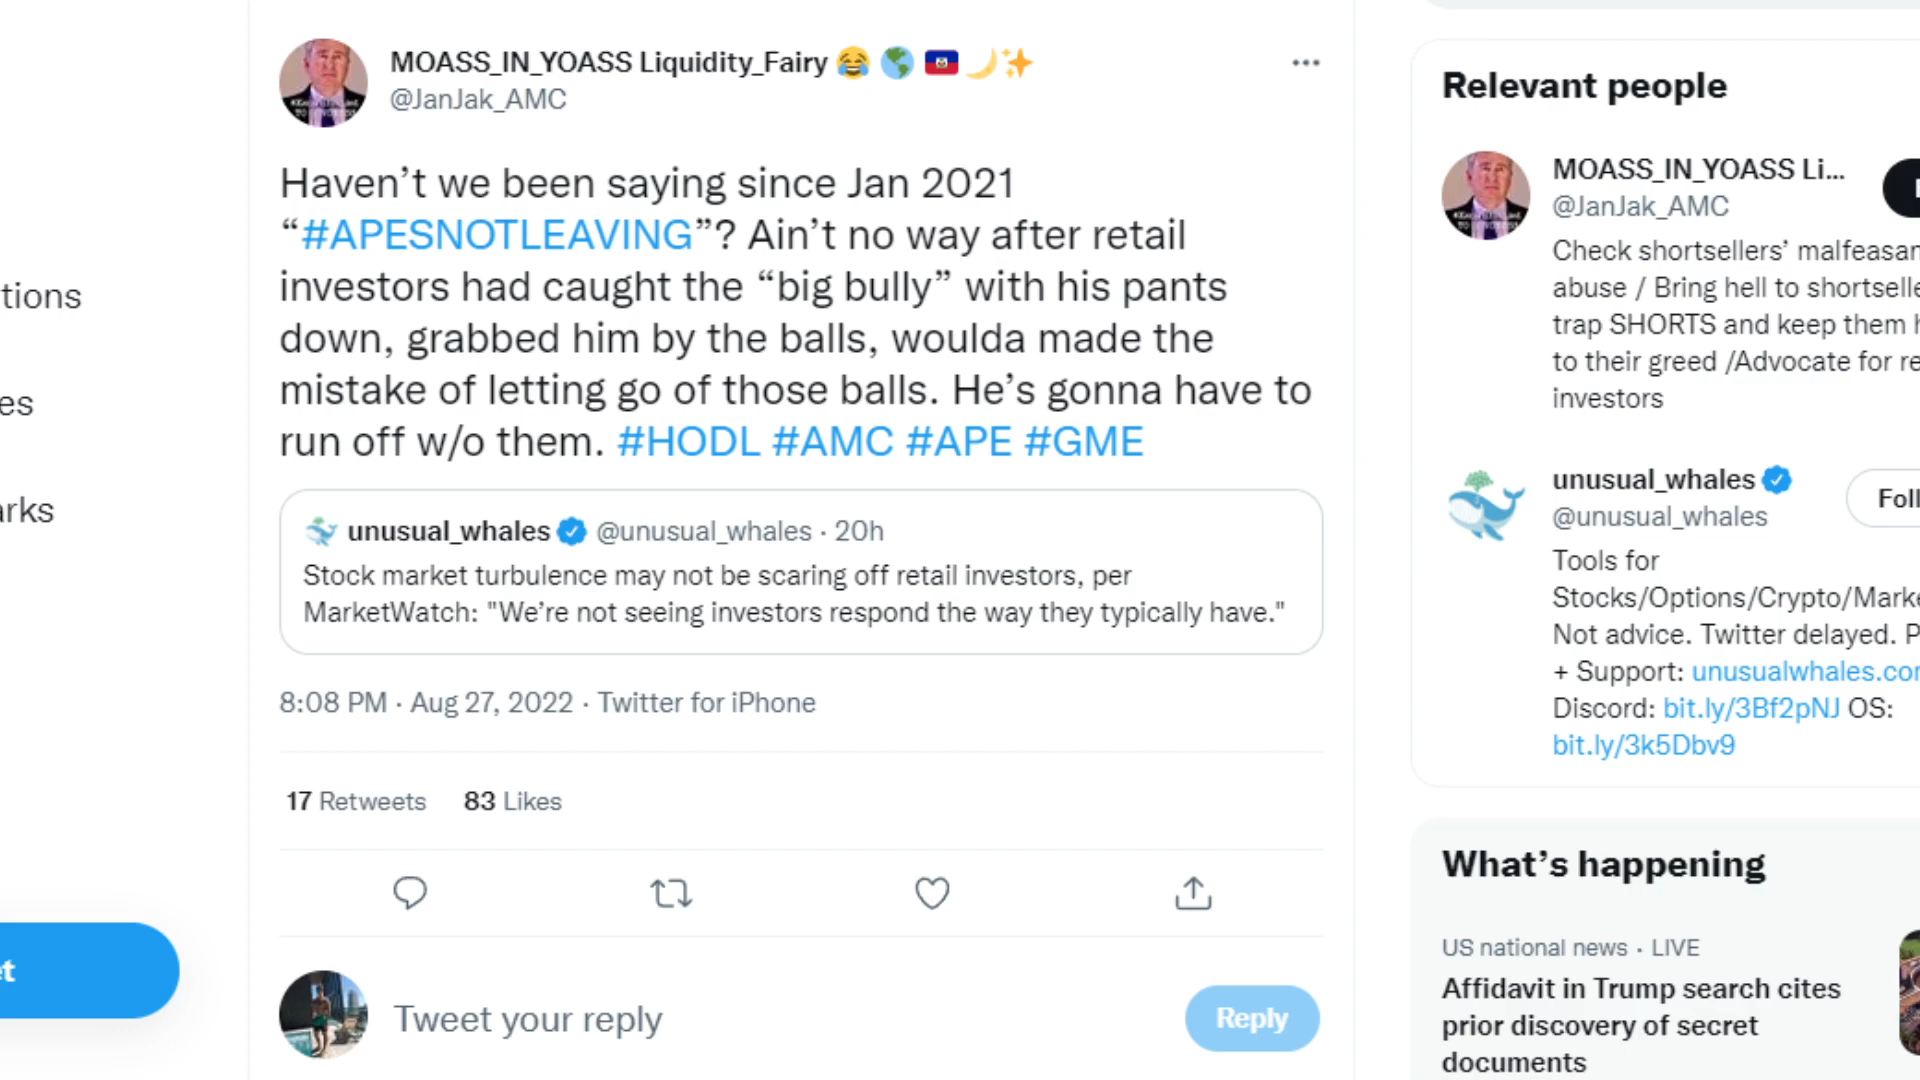 MOASS_IN_YOASS Liquidity_Fairy 😂 🌎 🇭🇹 🌙✨
@JanJak_AMC
Haven’t we been saying since Jan 2021
“#APESNOTLEAVING”? Ain’t no way after retail
investors had caught the “big bully” with his pants
down, grabbed him by the balls, woulda made the
mistake of letting go of those balls. He’s gonna have to
run off w/o them. #HODL #AMC #APE #GME
unusual_whales @unusual_whales · 20h
Stock market turbulence may not be scaring off retail investors, per
MarketWatch: "We’re not seeing investors respond the way they typically have."
8:08 PM · Aug 27, 2022 · Twitter for iPhone
17 Retweets 83 Likes
Tweet your reply
Reply
tions
es
arks
et
Relevant people
MOASS_IN_YOASS Li...
@JanJak_AMC
Check shortsellers’ malfeasan
abuse / Bring hell to shortselle
trap SHORTS and keep them h
to their greed /Advocate for re
investors
unusual_whales
@unusual_whales
Foll
Tools for
Stocks/Options/Crypto/Marke
Not advice. Twitter delayed. P
+ Support: unusualwhales.co
Discord: bit.ly/3Bf2pNJ OS:
bit.ly/3k5Dbv9
What’s happening
US national news · LIVE
Affidavit in Trump search cites
prior discovery of secret
documents